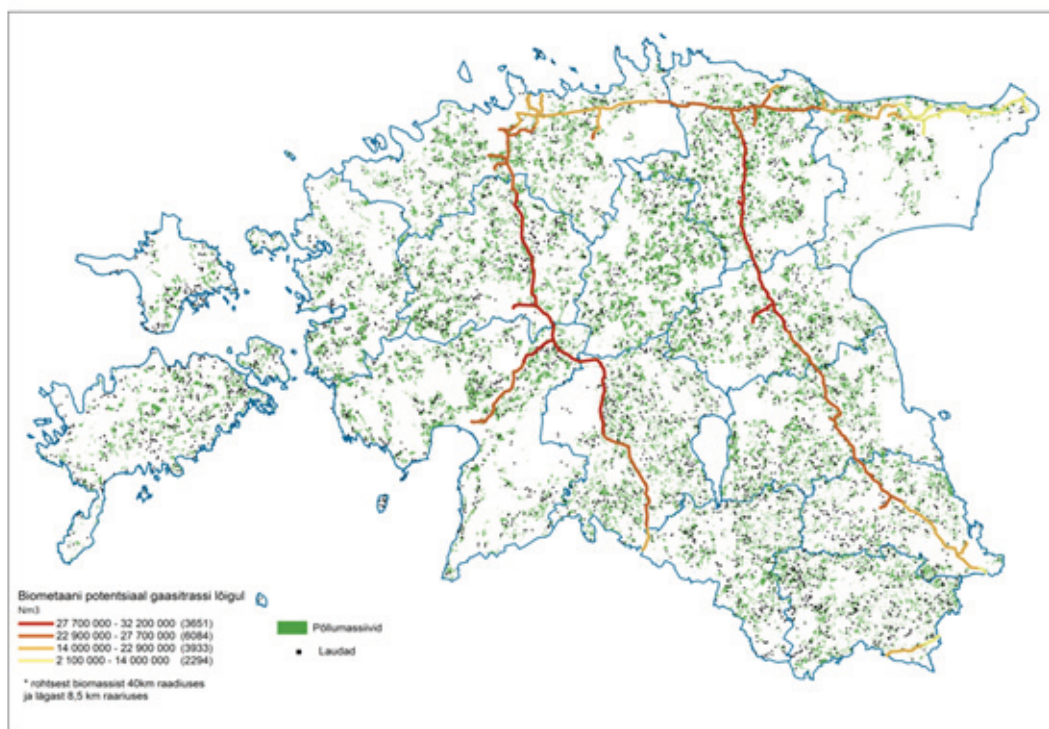 Biometaani potentsiaal gaasitrassi lõigul
Nm3
27 700 000 - 32 200 000 (3651)
22 900 000 - 27 700 000 (6084)
14 000 000 - 22 900 000 (3933)
2 100 000 - 14 000 000 (2294)
* rohtsest biomassist 40km raadiuses
ja lägast 8,5 km raariuses
Põllumassiivid
Laudad